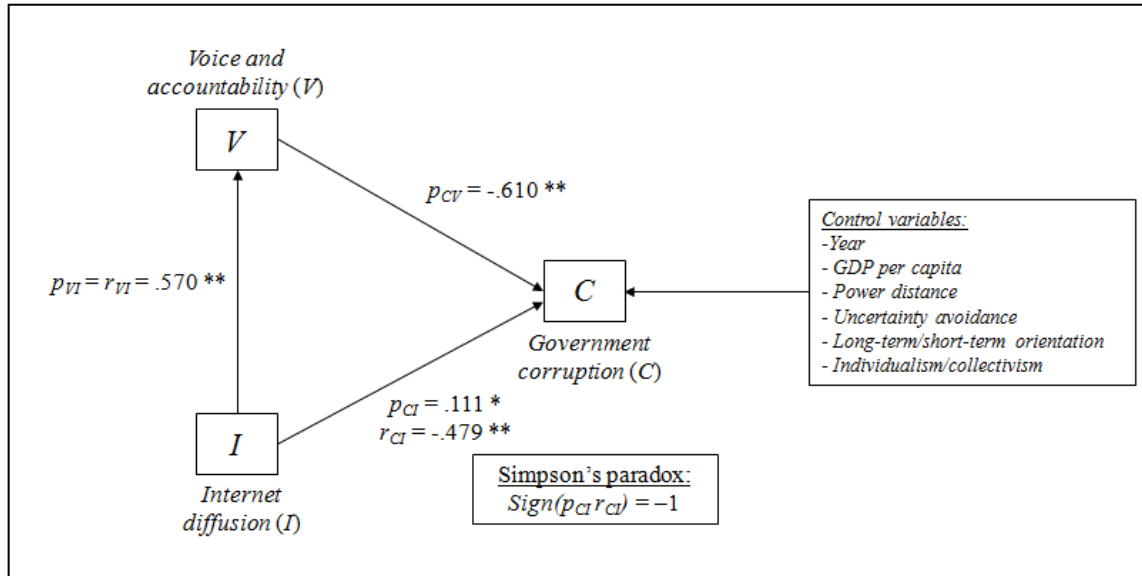 Voice and
accountability (V)
V
p_CV = -.610 **
Control variables:
-Year
- GDP per capita
- Power distance
- Uncertainty avoidance
- Long-term/short-term orientation
- Individualism/collectivism
p_VI = r_VI = .570 **
C
Government
corruption (C)
p_CI = .111 *
r_CI = -.479 **
I
Internet
diffusion (I)
Simpson's paradox:
Sign(p_CI r_CI) = –1